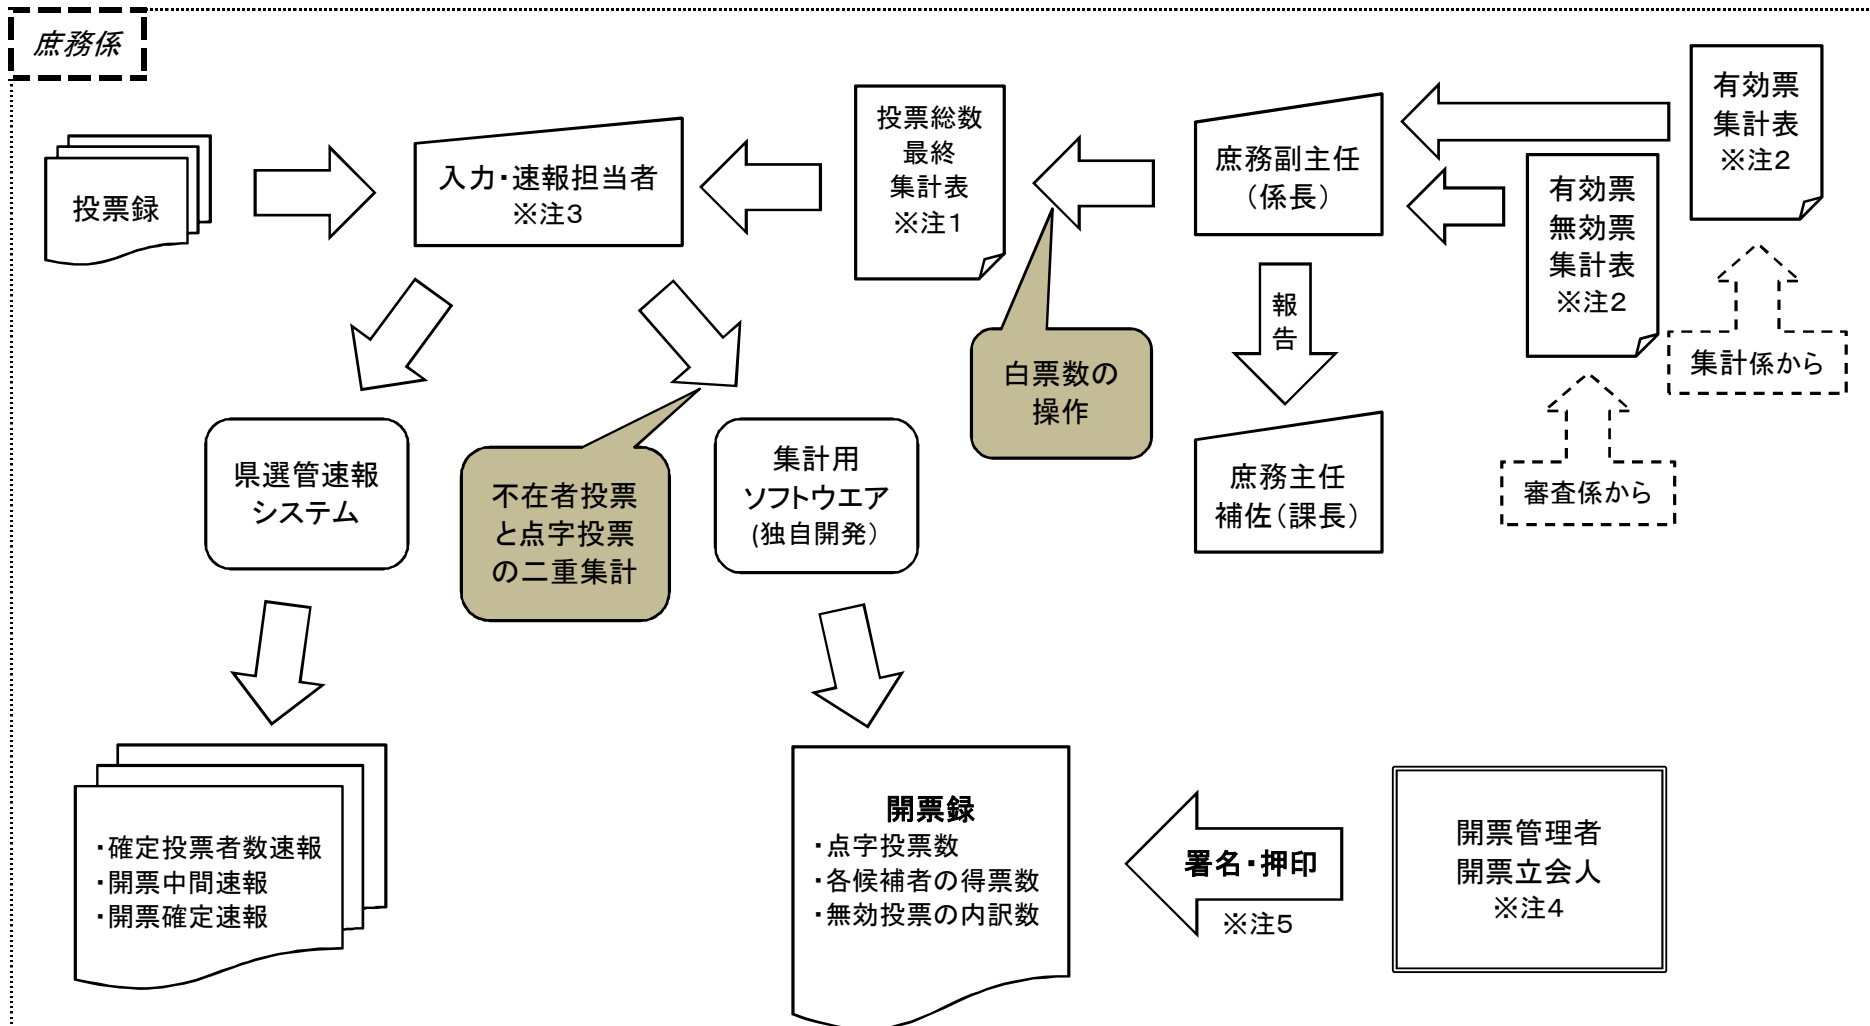 庶務係
投票録
入力・速報担当者
※注３
投票総数
最終
集計表
※注１
庶務副主任
（係長）
有効票
集計表
※注２
有効票
無効票
集計表
※注２
報
告
白票数の
操作
集計係から
審査係から
庶務主任
補佐（課長）
県選管速報
システム
不在者投票
と点字投票
の二重集計
集計用
ソフトウエア
(独自開発）
・確定投票者数速報
・開票中間速報
・開票確定速報
開票録
・点字投票数
・各候補者の得票数
・無効投票の内訳数
署名・押印
※注５
開票管理者
開票立会人
※注４